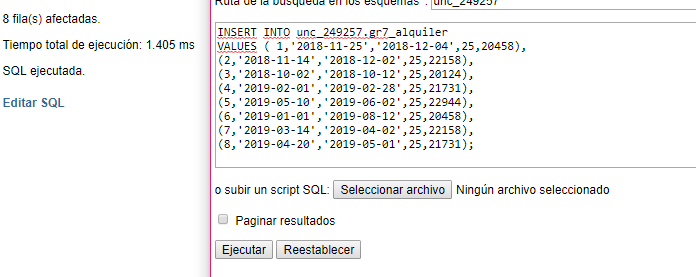 8 fila(s) afectadas.
Tiempo total de ejecución: 1.405 ms
SQL ejecutada.
Editar SQL
Ruta de la búsqueda en los esquemas : unc_249257
INSERT INTO unc_249257.gr7_alquiler
VALUES ( 1,'2018-11-25','2018-12-04',25,20458),
(2,'2018-11-14','2018-12-02',25,22158),
(3,'2018-10-02','2018-10-12',25,20124),
(4,'2019-02-01','2019-02-28',25,21731),
(5,'2019-05-10','2019-06-02',25,22944),
(6,'2019-01-01','2019-08-12',25,20458),
(7,'2019-03-14','2019-04-02',25,22158),
(8,'2019-04-20','2019-05-01',25,21731);
o subir un script SQL: Seleccionar archivo Ningún archivo seleccionado
Paginar resultados
Ejecutar Reestablecer